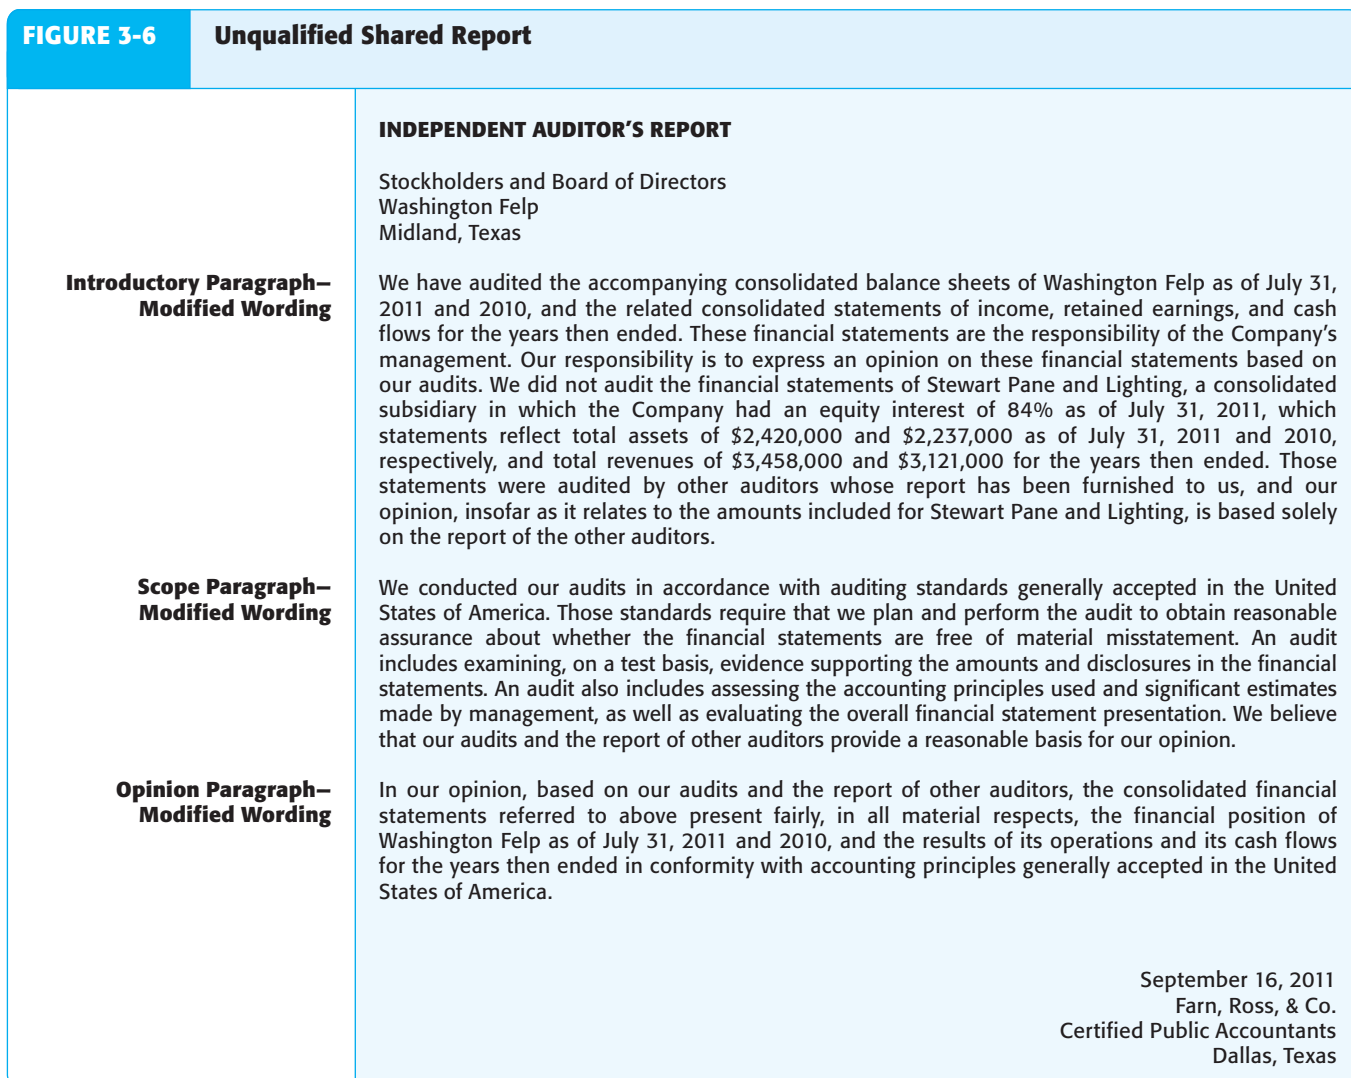 FIGURE 3-6 Unqualified Shared Report
INDEPENDENT AUDITOR'S REPORT
Stockholders and Board of Directors
Washington Felp
Midland, Texas
Introductory Paragraph–
Modified Wording
We have audited the accompanying consolidated balance sheets of Washington Felp as of July 31,
2011 and 2010, and the related consolidated statements of income, retained earnings, and cash
flows for the years then ended. These financial statements are the responsibility of the Company's
management. Our responsibility is to express an opinion on these financial statements based on
our audits. We did not audit the financial statements of Stewart Pane and Lighting, a consolidated
subsidiary in which the Company had an equity interest of 84% as of July 31, 2011, which
statements reflect total assets of $2,420,000 and $2,237,000 as of July 31, 2011 and 2010,
respectively, and total revenues of $3,458,000 and $3,121,000 for the years then ended. Those
statements were audited by other auditors whose report has been furnished to us, and our
opinion, insofar as it relates to the amounts included for Stewart Pane and Lighting, is based solely
on the report of the other auditors.
Scope Paragraph–
Modified Wording
We conducted our audits in accordance with auditing standards generally accepted in the United
States of America. Those standards require that we plan and perform the audit to obtain reasonable
assurance about whether the financial statements are free of material misstatement. An audit
includes examining, on a test basis, evidence supporting the amounts and disclosures in the financial
statements. An audit also includes assessing the accounting principles used and significant estimates
made by management, as well as evaluating the overall financial statement presentation. We believe
that our audits and the report of other auditors provide a reasonable basis for our opinion.
Opinion Paragraph–
Modified Wording
In our opinion, based on our audits and the report of other auditors, the consolidated financial
statements referred to above present fairly, in all material respects, the financial position of
Washington Felp as of July 31, 2011 and 2010, and the results of its operations and its cash flows
for the years then ended in conformity with accounting principles generally accepted in the United
States of America.
September 16, 2011
Farn, Ross, & Co.
Certified Public Accountants
Dallas, Texas